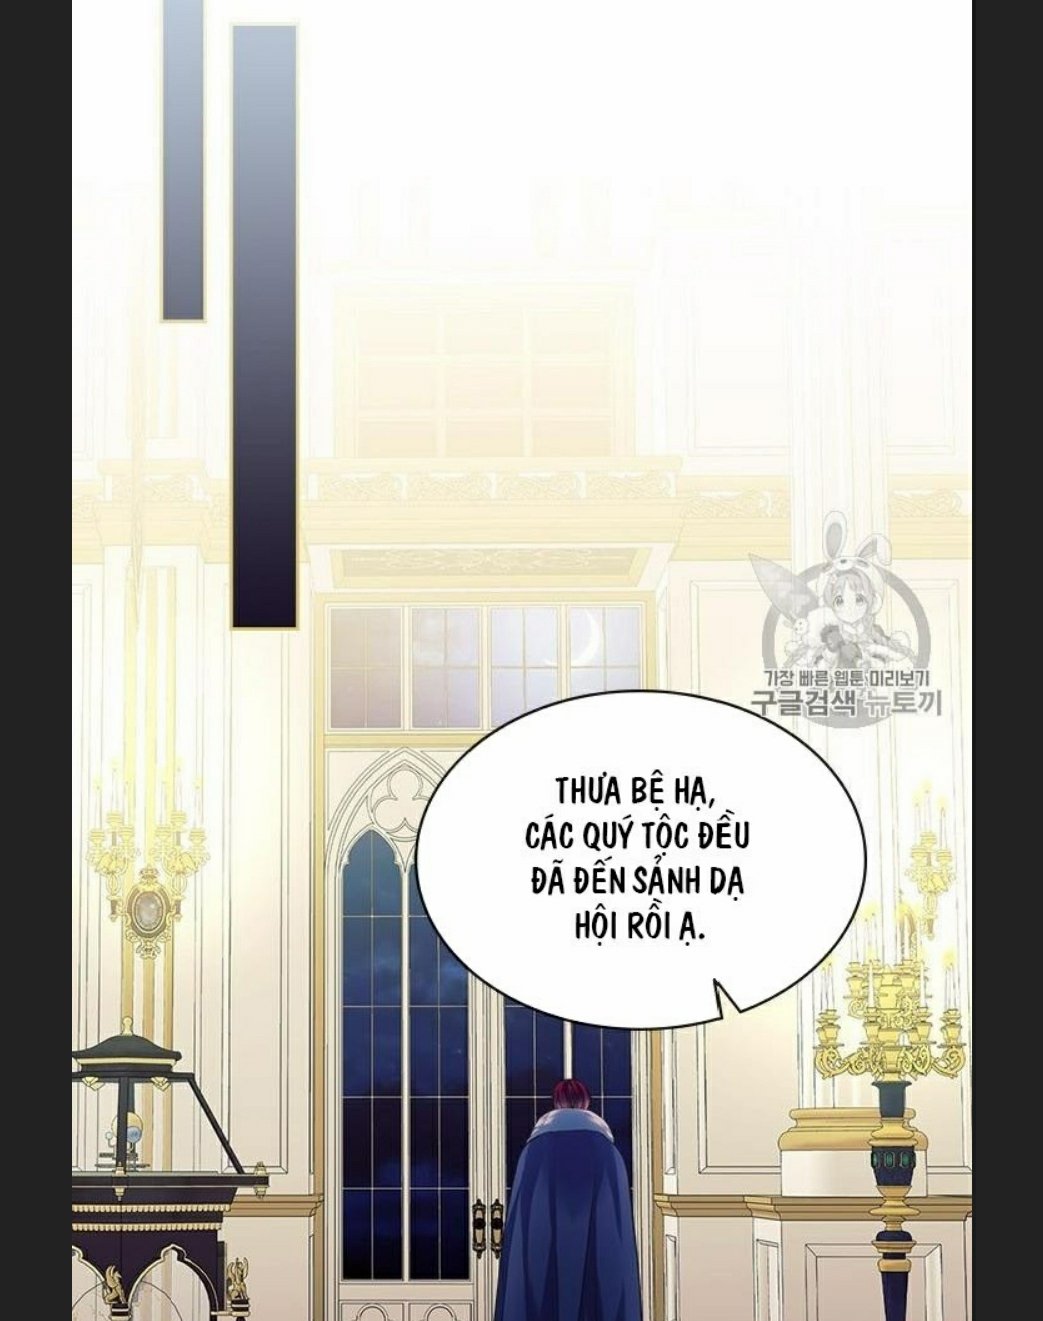 가장 빠른 웹툰 미리보기
구글검색 뉴토끼
THƯA BỆ HẠ,
CÁC QUÝ TỘC ĐỀU
ĐÃ ĐẾN SẢNH DẠ
HỘI RỒI Ạ.